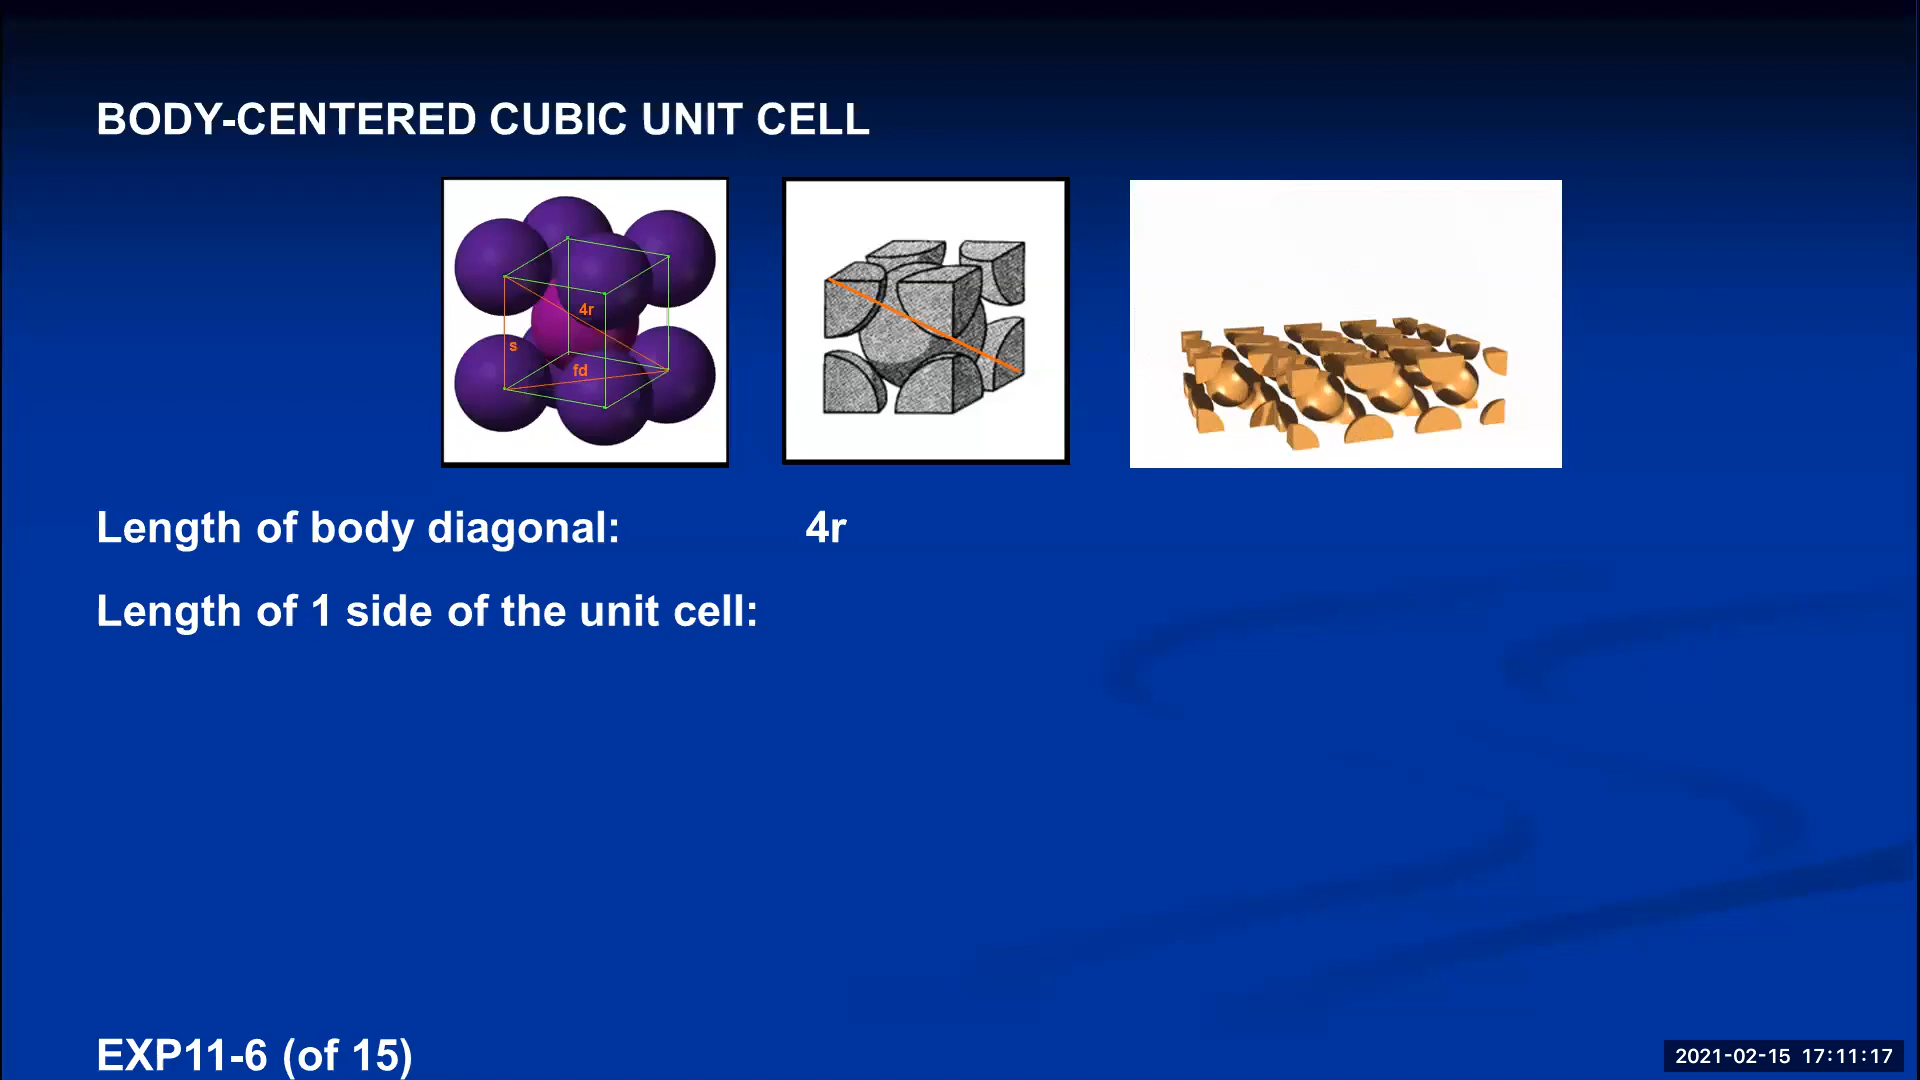 BODY-CENTERED CUBIC UNIT CELL
4r
s
fd
Length of body diagonal: 4r
Length of 1 side of the unit cell:
EXP11-6 (of 15)
2021-02-15 17:11:17